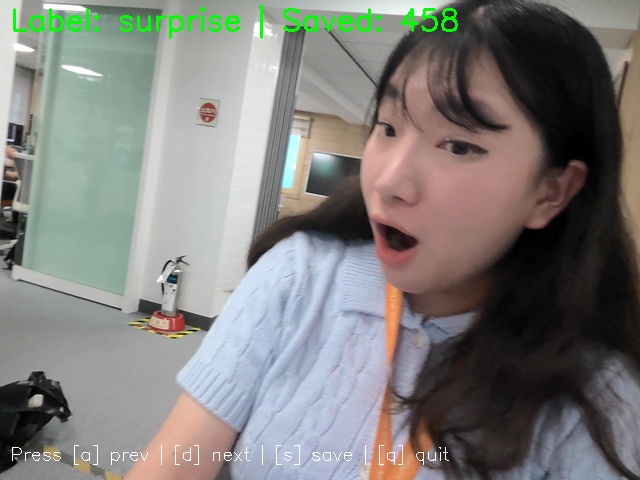 Label: surprise | Saved: 458
Press [a] prev | [d] next | [s] save | [q] quit